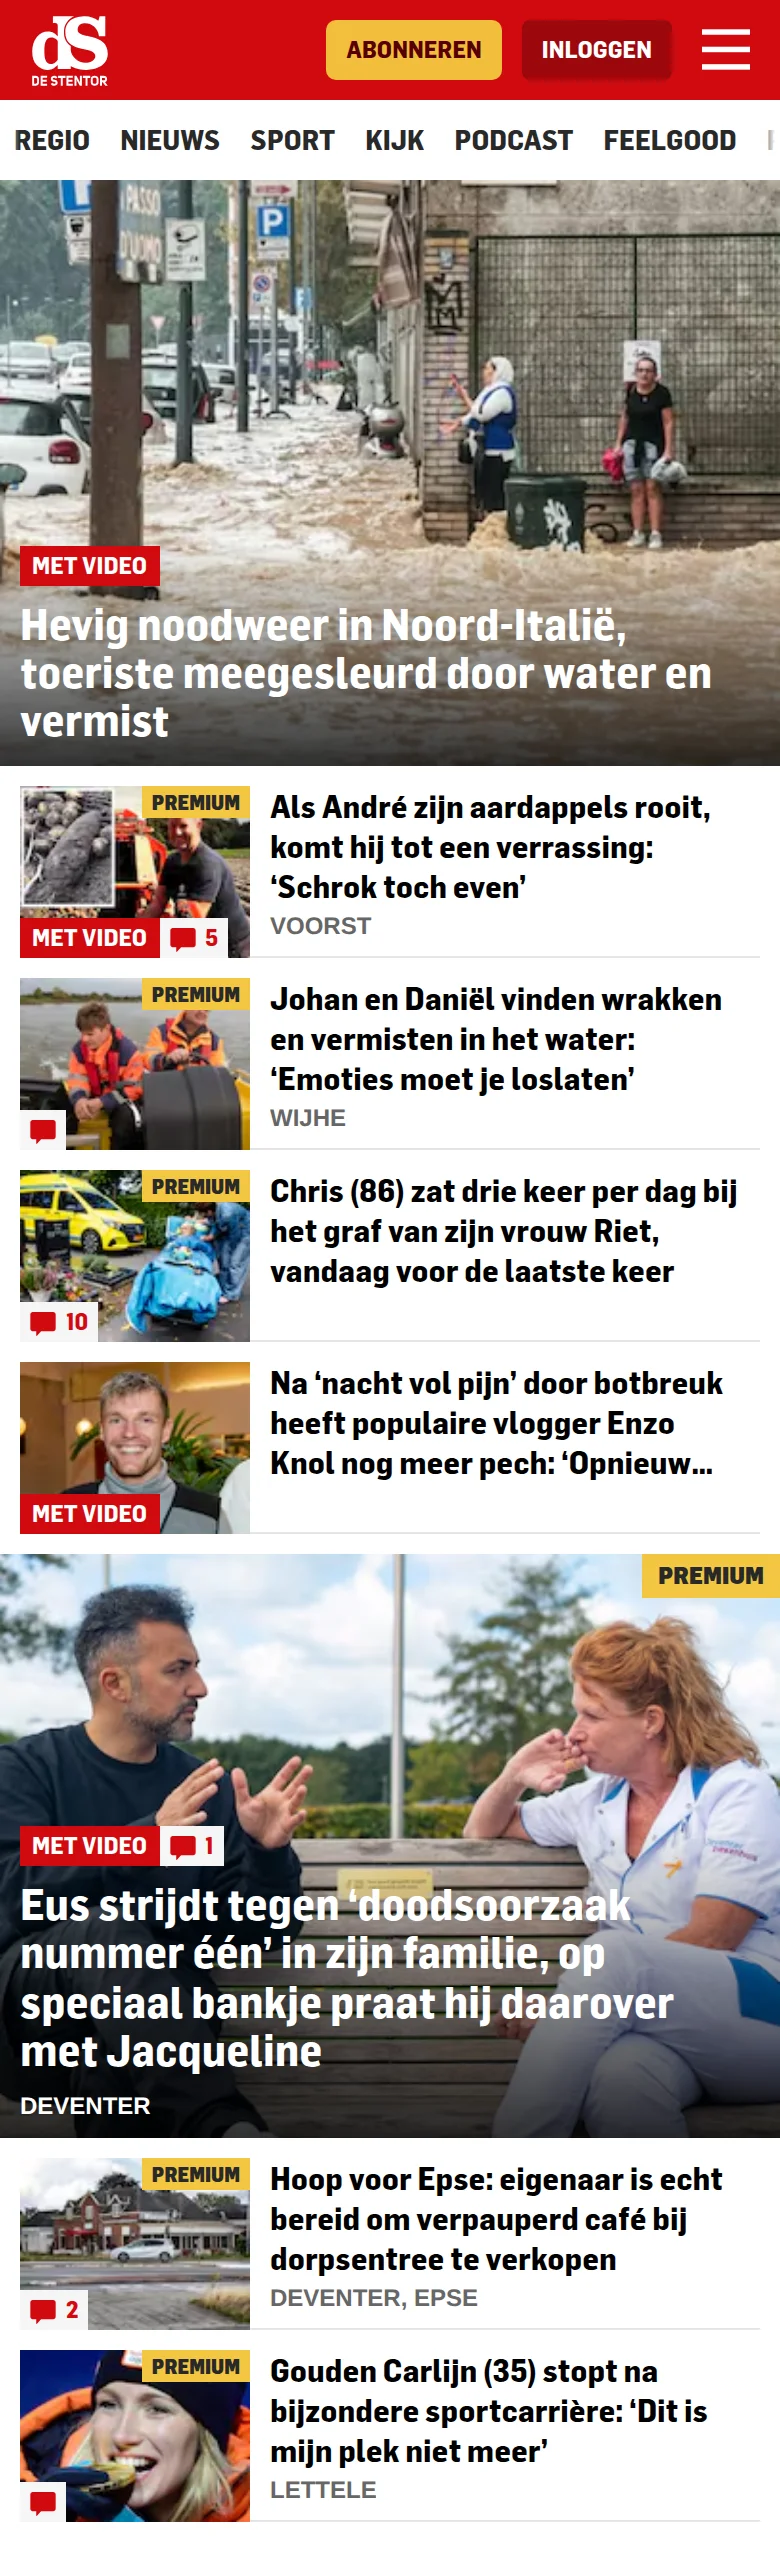 dS
DE STENTOR
ABONNEREN
INLOGGEN
REGIO NIEUWS SPORT KIJK PODCAST FEELGOOD
I PASSO
D'UOMO
P
MET VIDEO
Hevig noodweer in Noord-Italië,
toeriste meegesleurd door water en
vermist
PREMIUM
MET VIDEO 5
Als André zijn aardappels rooit,
komt hij tot een verrassing:
‘Schrok toch even’
VOORST
PREMIUM
Johan en Daniël vinden wrakken
en vermisten in het water:
‘Emoties moet je loslaten’
WIJHE
PREMIUM
10
Chris (86) zat drie keer per dag bij
het graf van zijn vrouw Riet,
vandaag voor de laatste keer
MET VIDEO
Na ‘nacht vol pijn’ door botbreuk
heeft populaire vlogger Enzo
Knol nog meer pech: ‘Opnieuw...
PREMIUM
MET VIDEO 1
Eus strijdt tegen ‘doodsoorzaak
nummer één’ in zijn familie, op
speciaal bankje praat hij daarover
met Jacqueline
DEVENTER
PREMIUM
2
Hoop voor Epse: eigenaar is echt
bereid om verpauperd café bij
dorpsentree te verkopen
DEVENTER, EPSE
PREMIUM
Gouden Carlijn (35) stopt na
bijzondere sportcarrière: ‘Dit is
mijn plek niet meer’
LETTELE